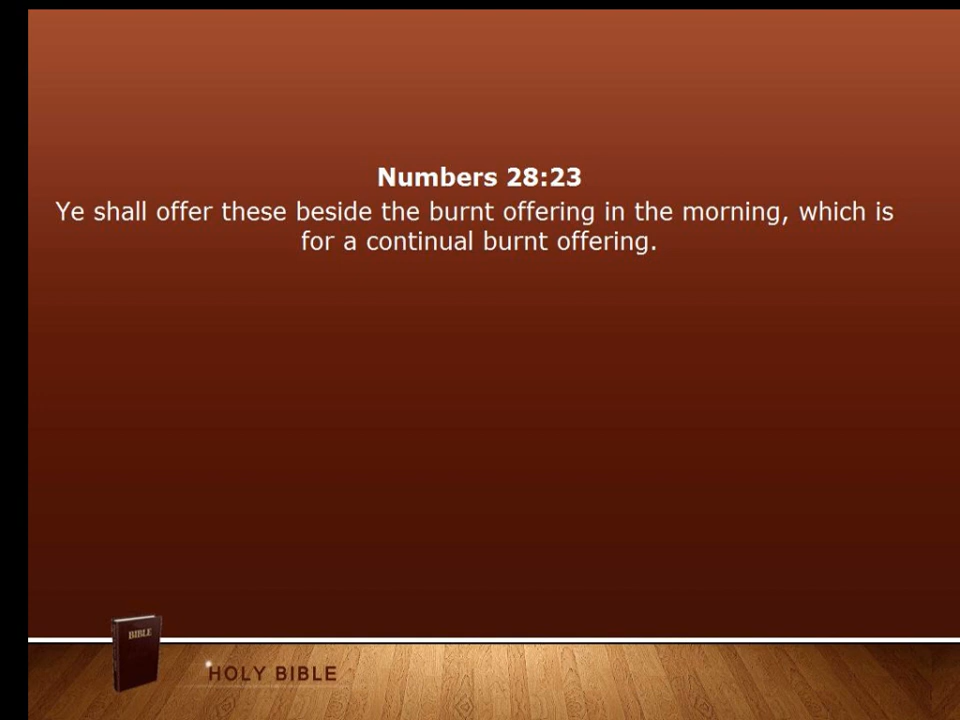 Numbers 28:23
Ye shall offer these beside the burnt offering in the morning, which is
for a continual burnt offering.
BIBLE
HOLY BIBLE